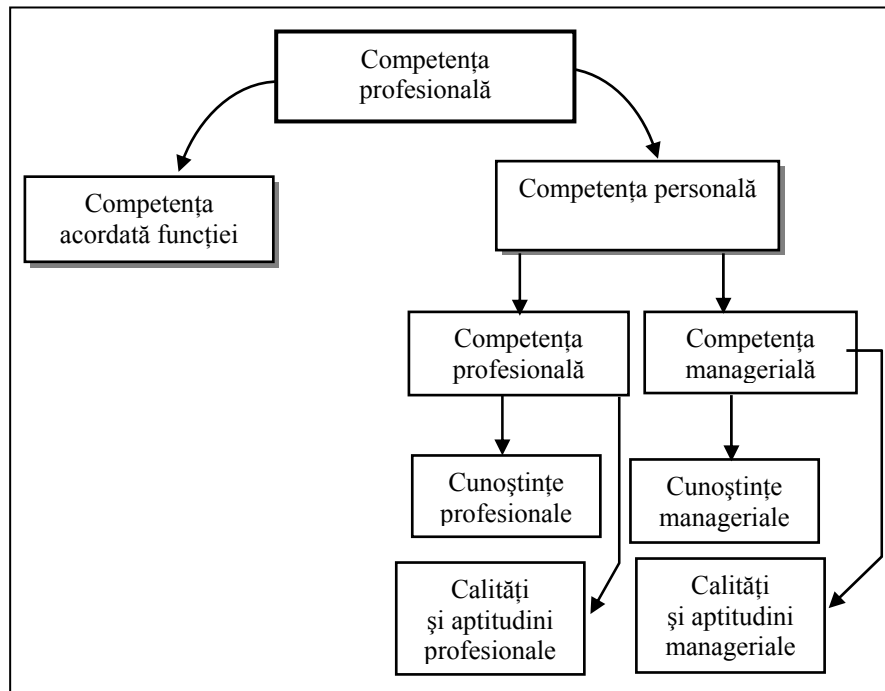 Competența
profesională
Competența
acordată funcției
Competența personală
Competența
profesională
Competența
managerială
Cunoştințe
profesionale
Cunoştințe
manageriale
Calități
şi aptitudini
profesionale
Calități
şi aptitudini
manageriale